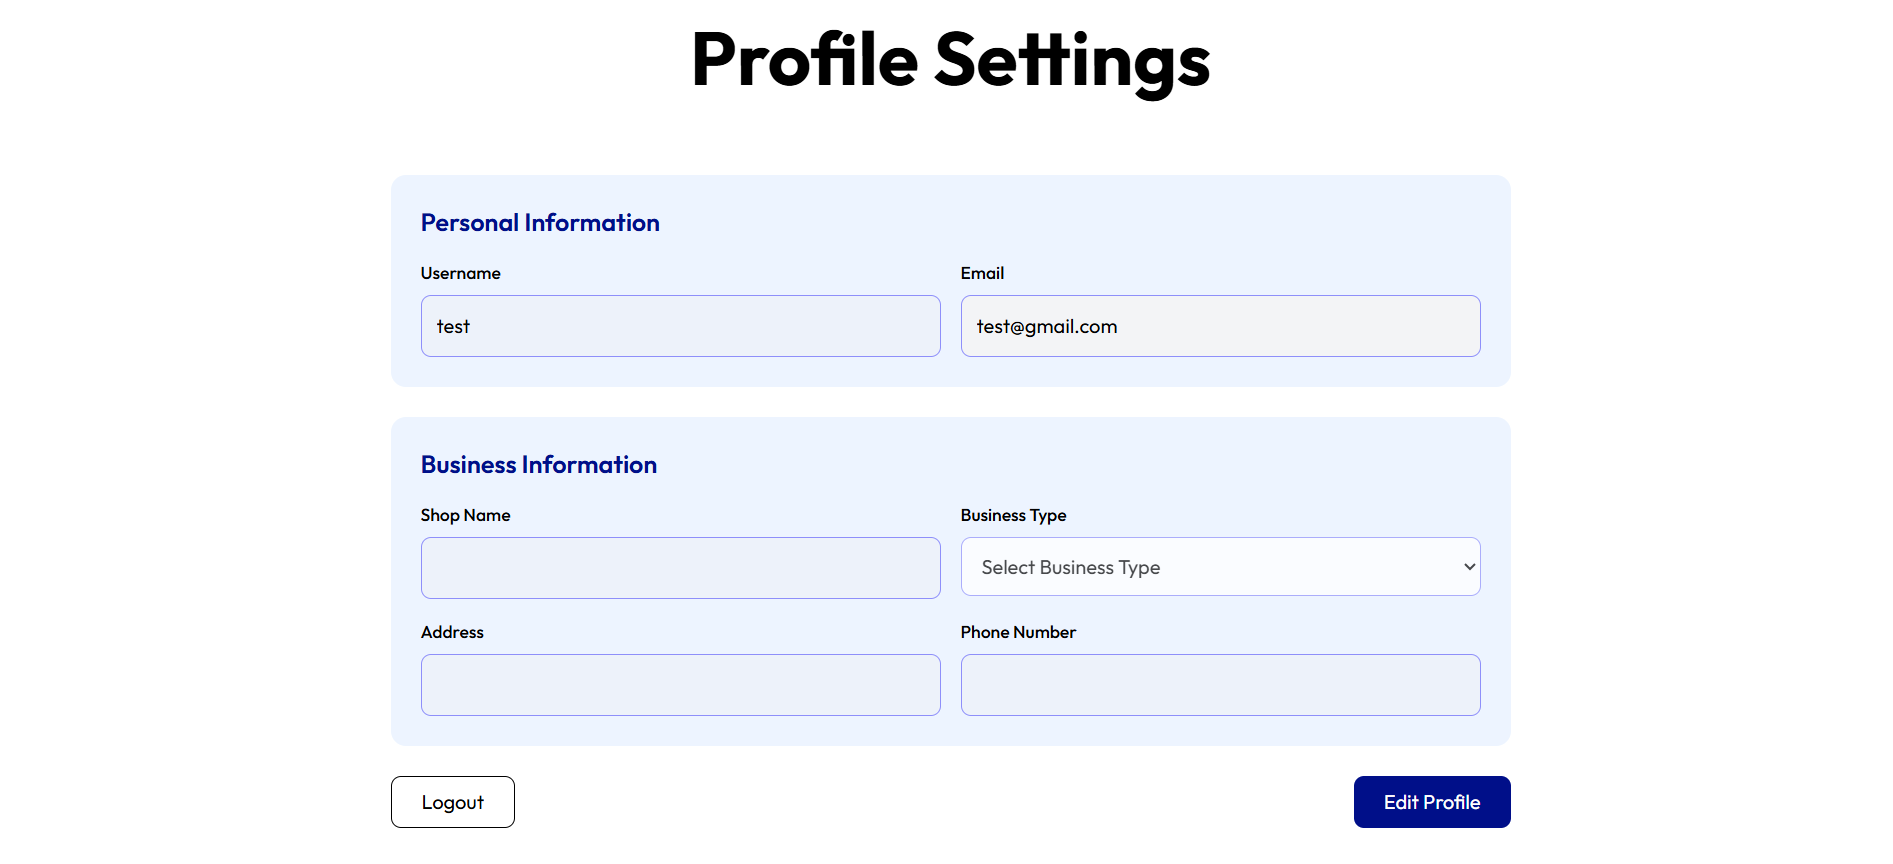 Profile Settings
Personal Information
Username
Email
test
test@gmail.com
Business Information
Shop Name
Business Type
Select Business Type
Address
Phone Number
Logout
Edit Profile